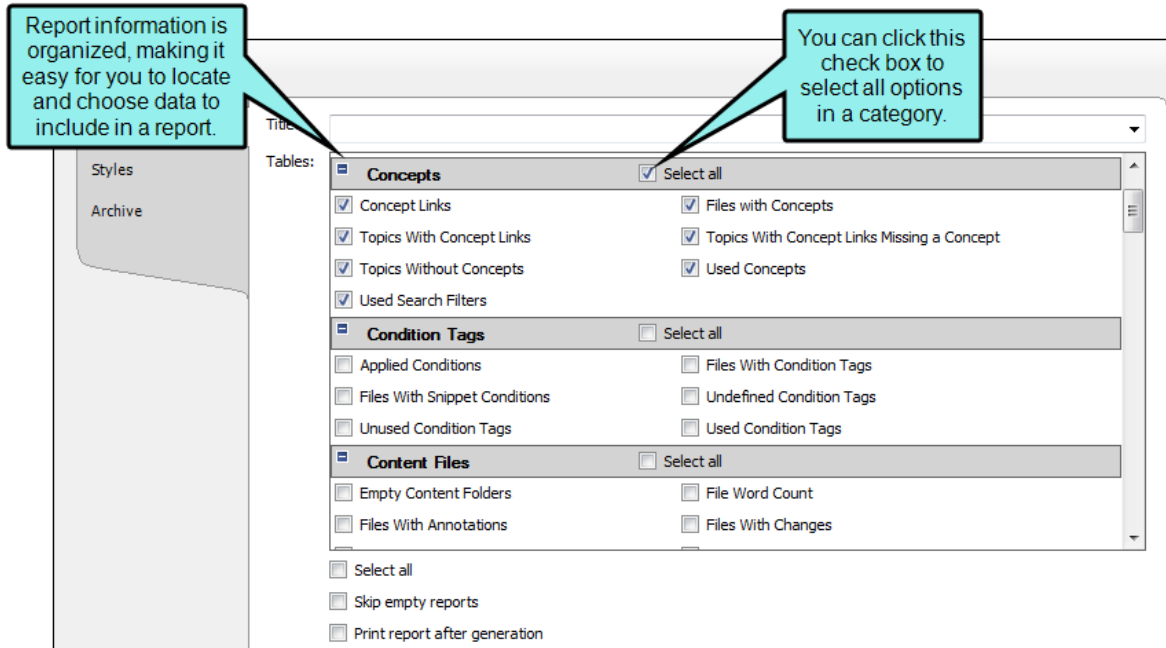 Report information is
organized, making it
easy for you to locate
and choose data to
include in a report.
You can click this
check box to
select all options
in a category.
Styles
Archive
Tables:
Concepts Select all
Concept Links Files with Concepts
Topics With Concept Links Topics With Concept Links Missing a Concept
Topics Without Concepts Used Concepts
Used Search Filters
Condition Tags Select all
Applied Conditions Files With Condition Tags
Files With Snippet Conditions Undefined Condition Tags
Unused Condition Tags Used Condition Tags
Content Files Select all
Empty Content Folders File Word Count
Files With Annotations Files With Changes
Select all
Skip empty reports
Print report after generation